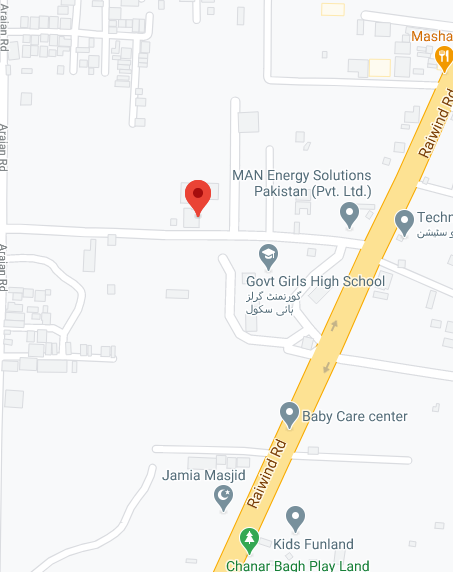 Araian Rd
Masha
Raiwind Rd
Araian Rd
MAN Energy Solutions
Pakistan (Pvt. Ltd.)
Techn
و سٹیشن
Araian Rd
Govt Girls High School
گورنمنٹ گرلز
ہائی سکول
Baby Care center
Raiwind Rd
Jamia Masjid
Kids Funland
Chanar Bagh Play Land